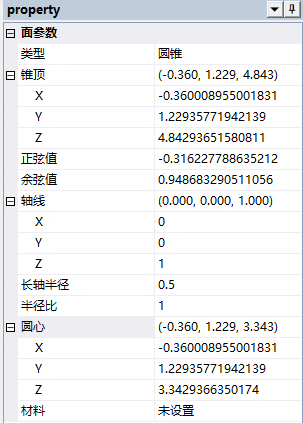 property
面参数
类型 圆锥
锥顶 (-0.360, 1.229, 4.843)
X -0.360008955001831
Y 1.22935771942139
Z 4.84293651580811
正弦值 -0.316227788635212
余弦值 0.948683290511056
轴线 (0.000, 0.000, 1.000)
X 0
Y 0
Z 1
长轴半径 0.5
半径比 1
圆心 (-0.360, 1.229, 3.343)
X -0.360008955001831
Y 1.22935771942139
Z 3.3429366350174
材料 未设置